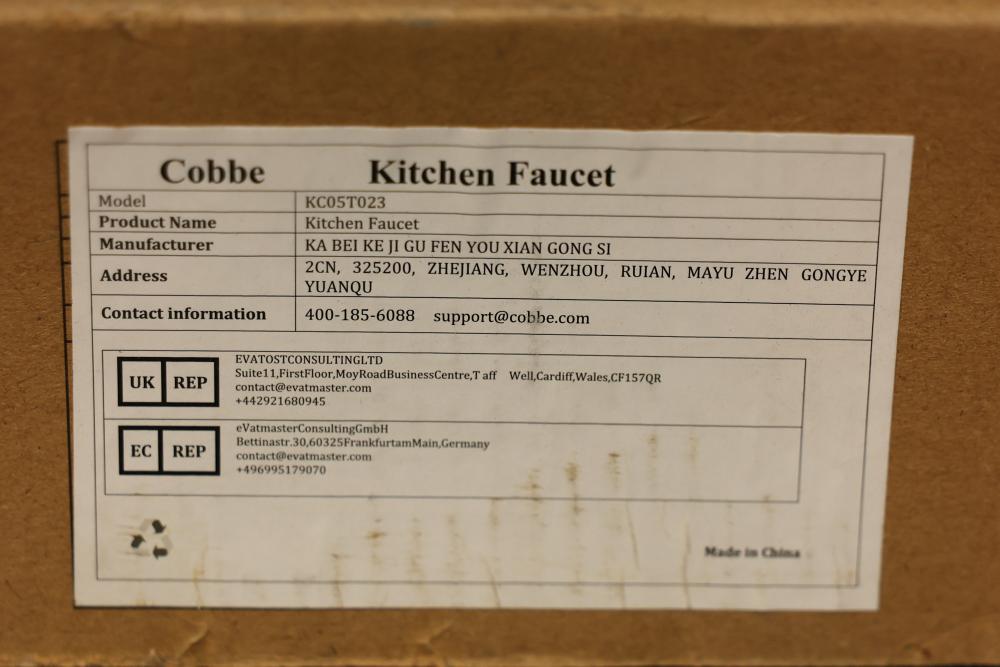 Cobbe Kitchen Faucet
Model KC05T023
Product Name Kitchen Faucet
Manufacturer KA BEI KE JI GU FEN YOU XIAN GONG SI
Address 2CN, 325200, ZHEJIANG, WENZHOU, RUIAN, MAYU ZHEN GONGYE
YUANQU
Contact information 400-185-6088 support@cobbe.com
UK REP
EVATOSTCONSULTINGLTD
Suite11,FirstFloor,MoyRoadBusinessCentre,T aff Well,Cardiff,Wales,CF157QR
contact@evatmaster.com
+442921680945
EC REP
eVatmasterConsultingGmbH
Bettinastr.30,60325FrankfurtamMain,Germany
contact@evatmaster.com
+496995179070
Made in China